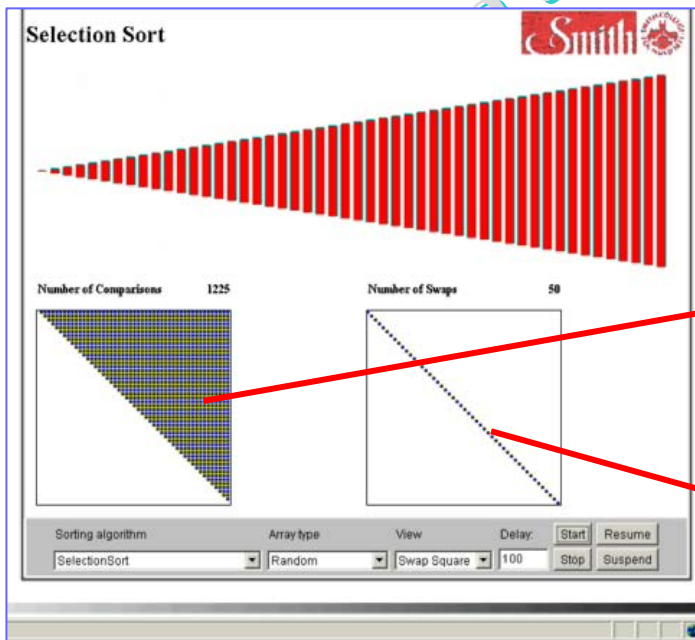 Selection Sort
Smith
Number of Comparisons 1225
Number of Swaps 50
Sorting algorithm
Array type
View
Delay:
Start
Resume
SelectionSort
Random
Swap Square
100
Stop
Suspend